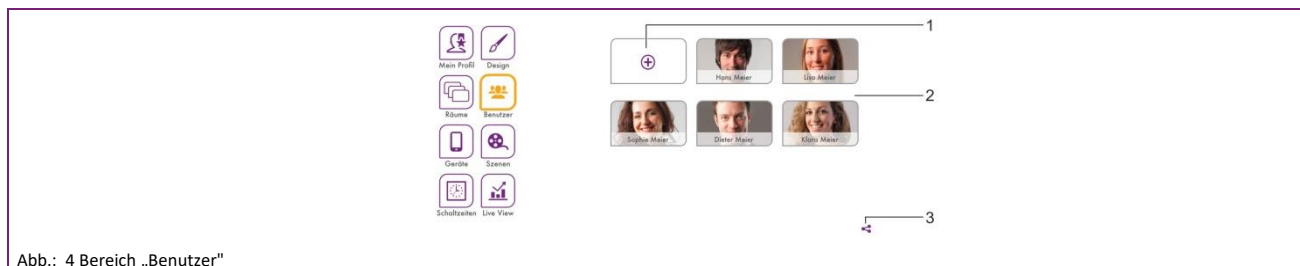 1
Mein Profil Design
Hans Meier Lisa Meier
2
Räume Benutzer
Sophie Meier Dieter Meier Klara Meier
Geräte Szenen
Schaltzeiten Live View
3
Abb.: 4 Bereich „Benutzer"